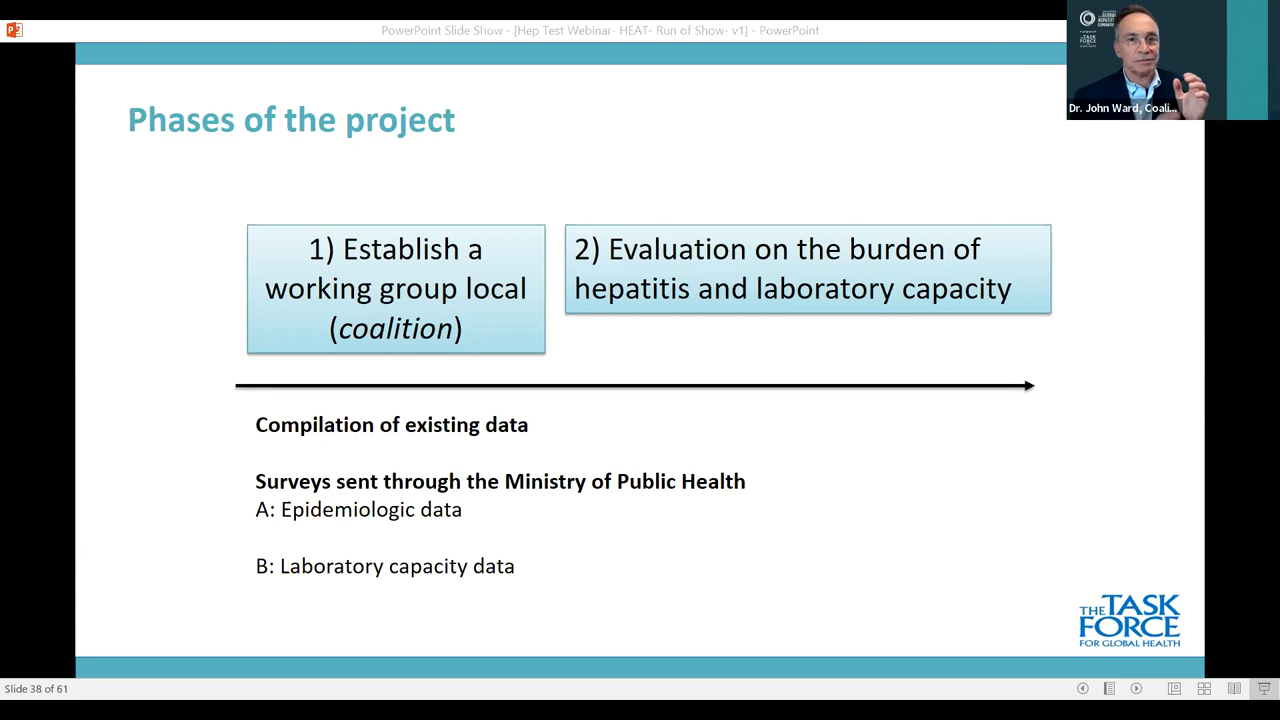 PowerPoint Slide Show - [Hep Test Webinar- HEAT- Run of Show- v1] - PowerPoint
Dr. John Ward, Coali...
Phases of the project
1) Establish a
working group local
(coalition)
2) Evaluation on the burden of
hepatitis and laboratory capacity
Compilation of existing data
Surveys sent through the Ministry of Public Health
A: Epidemiologic data
B: Laboratory capacity data
THE TASK
FORCE
FOR GLOBAL HEALTH
Slide 38 of 61